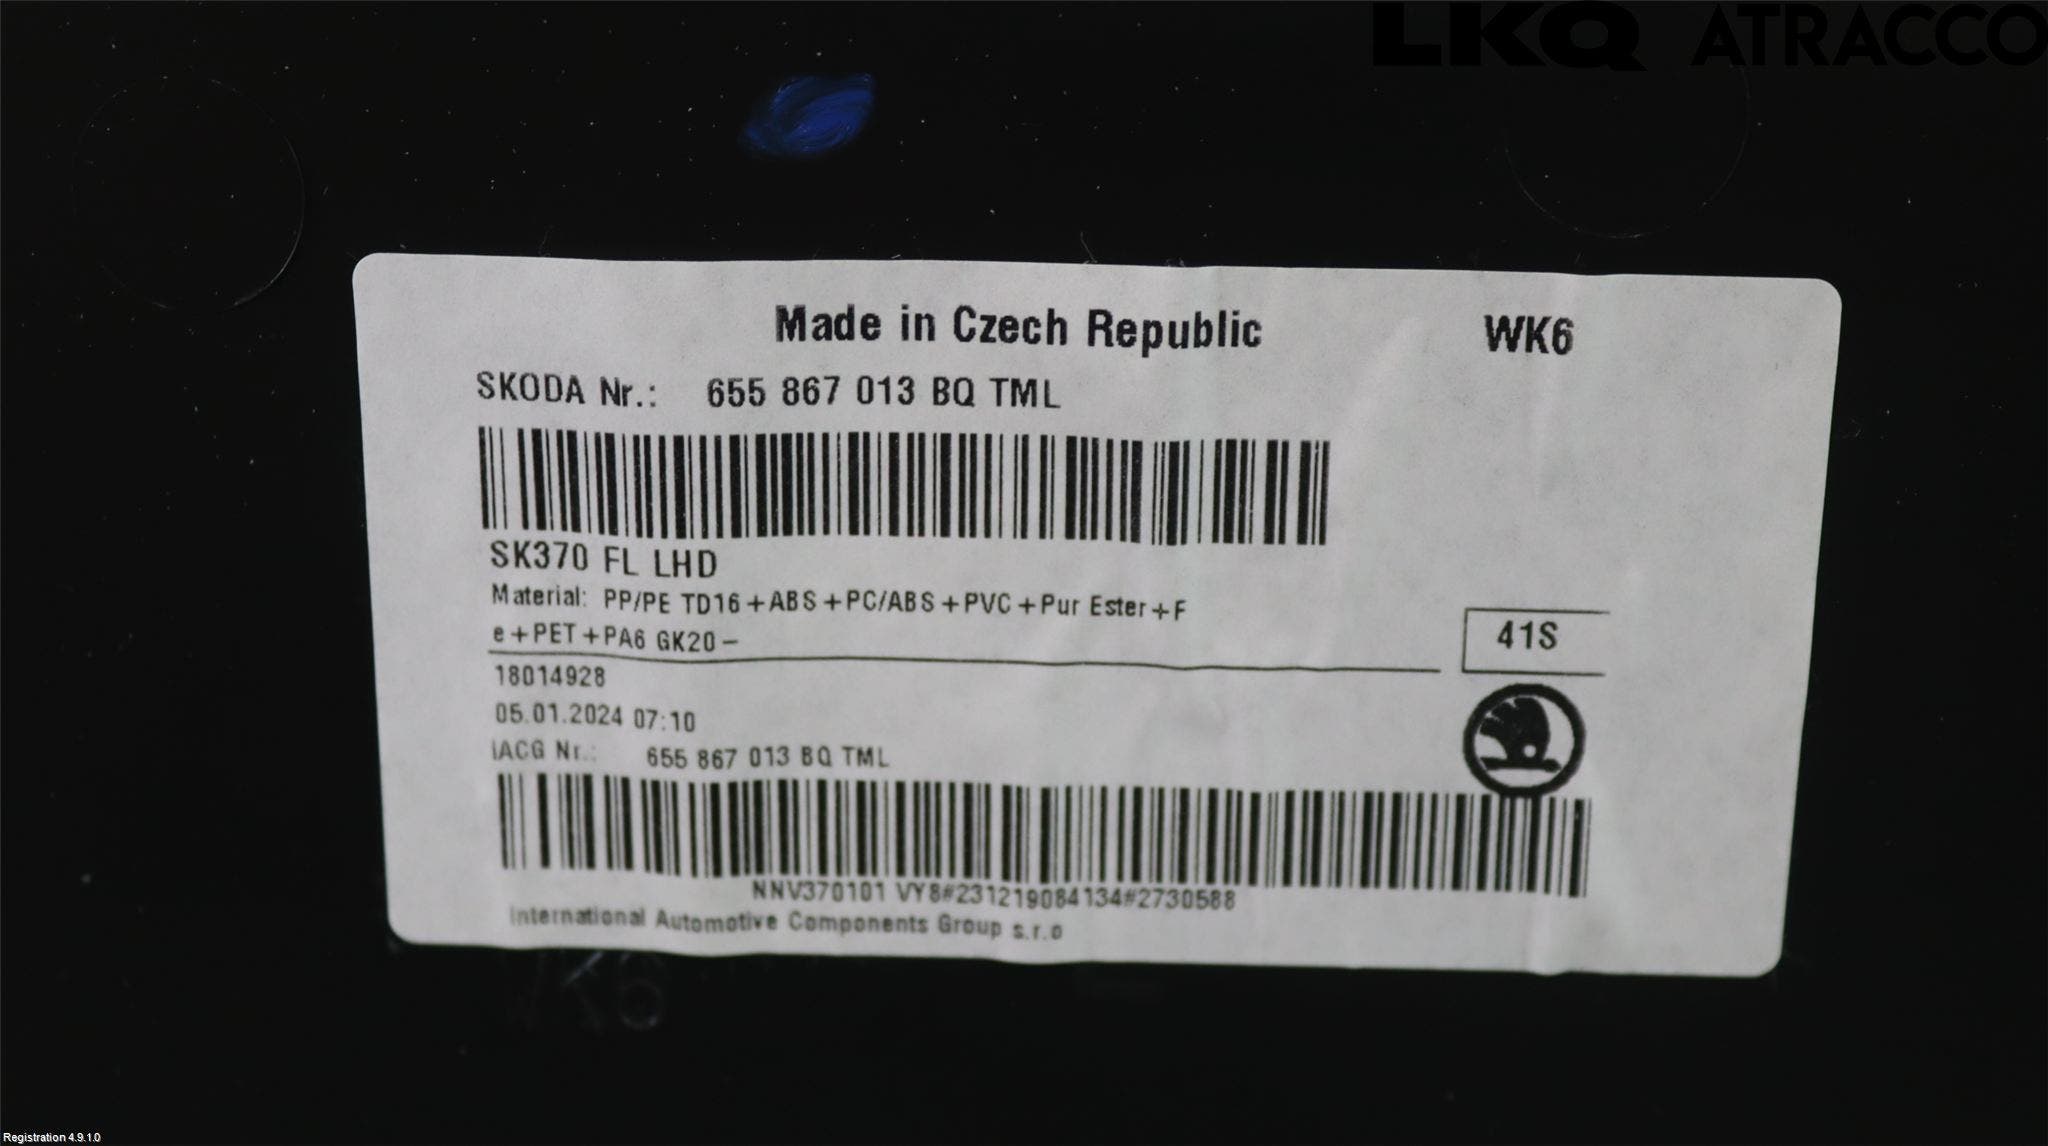 LKQ ATRACCO
Made in Czech Republic WK6
SKODA Nr.: 655 867 013 BQ TML
SK370 FL LHD
Material: PP/PE TD16+ABS+PC/ABS+PVC+Pur Ester+F
e+PET+PA6 GK20-
41S
18014928
05.01.2024 07:10
IACG Nr.: 655 867 013 BQ TML
NNV370101 VY8#231219084134#2730588
International Automotive Components Group s.r.o
WK6
Registration 4.9.1.0